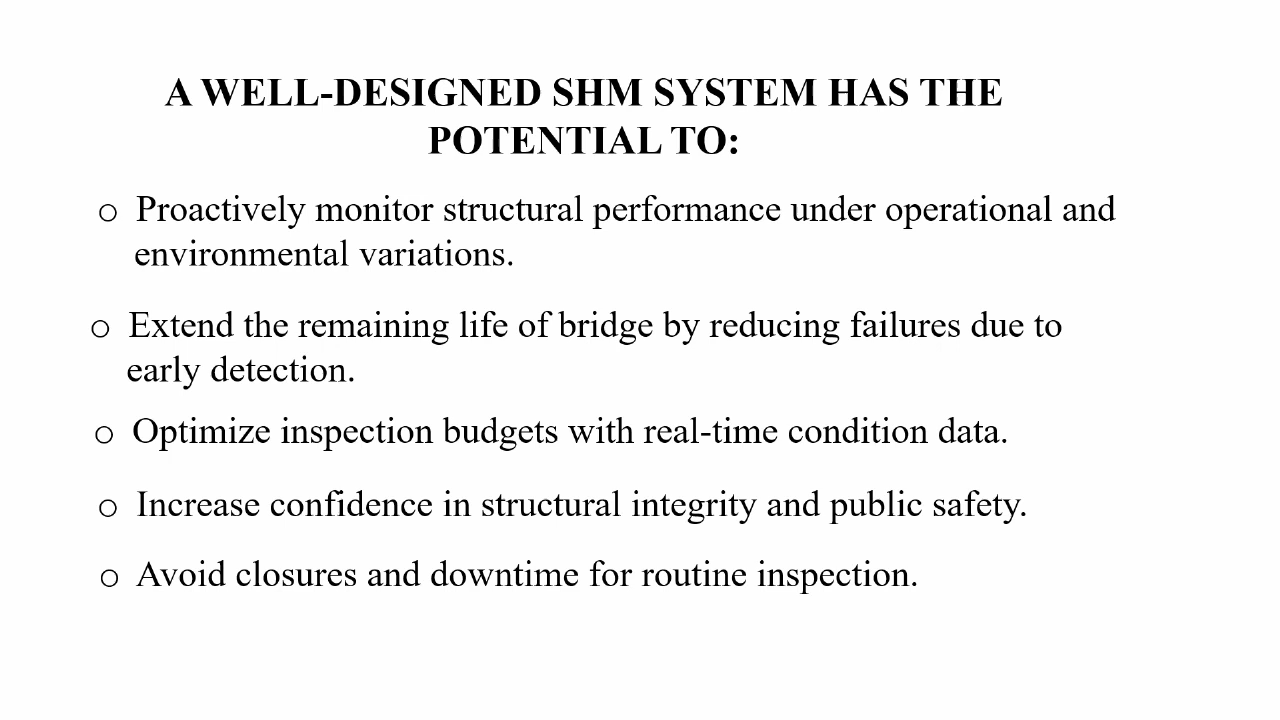 A WELL-DESIGNED SHM SYSTEM HAS THE
POTENTIAL TO:
o Proactively monitor structural performance under operational and
environmental variations.
o Extend the remaining life of bridge by reducing failures due to
early detection.
o Optimize inspection budgets with real-time condition data.
o Increase confidence in structural integrity and public safety.
o Avoid closures and downtime for routine inspection.